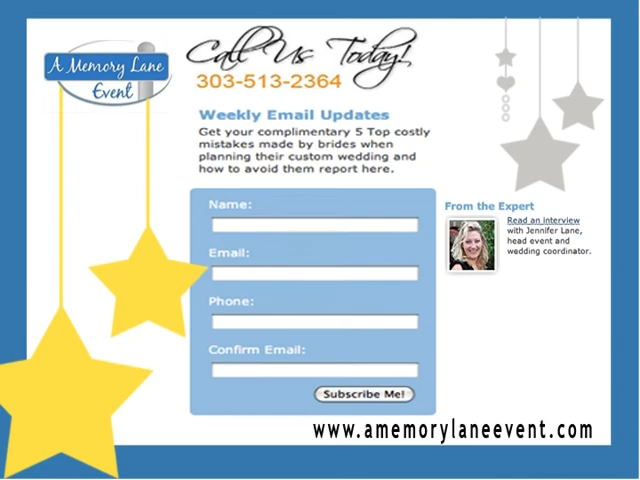 A Memory Lane
Event
Call Us Today!
303-513-2364
Weekly Email Updates
Get your complimentary 5 Top costly
mistakes made by brides when
planning their custom wedding and
how to avoid them report here.
Name:
Email:
Phone:
Confirm Email:
Subscribe Me!
From the Expert
Read an interview
with Jennifer Lane,
head event and
wedding coordinator.
www.amemorylaneevent.com